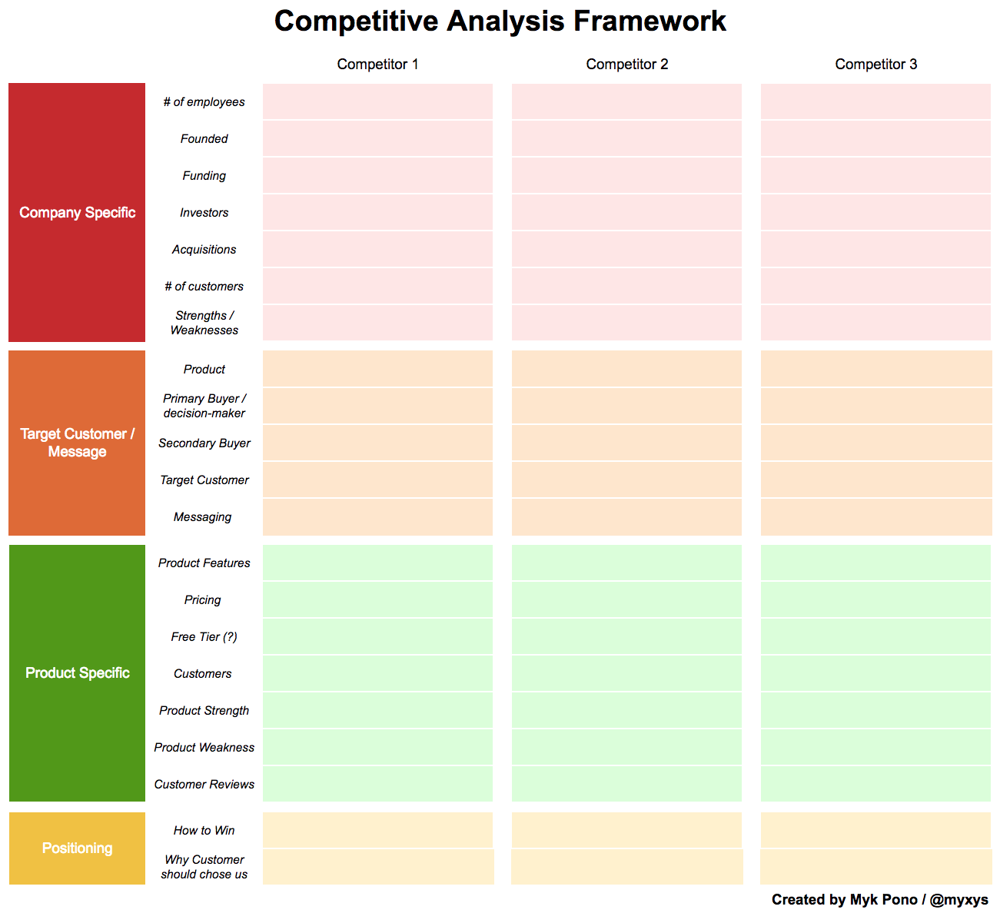 Competitive Analysis Framework
Competitor 1
Competitor 2
Competitor 3
Company Specific
# of employees
Founded
Funding
Investors
Acquisitions
# of customers
Strengths /
Weaknesses
Target Customer /
Message
Product
Primary Buyer /
decision-maker
Secondary Buyer
Target Customer
Messaging
Product Specific
Product Features
Pricing
Free Tier (?)
Customers
Product Strength
Product Weakness
Customer Reviews
Positioning
How to Win
Why Customer
should chose us
Created by Myk Pono / @myxys